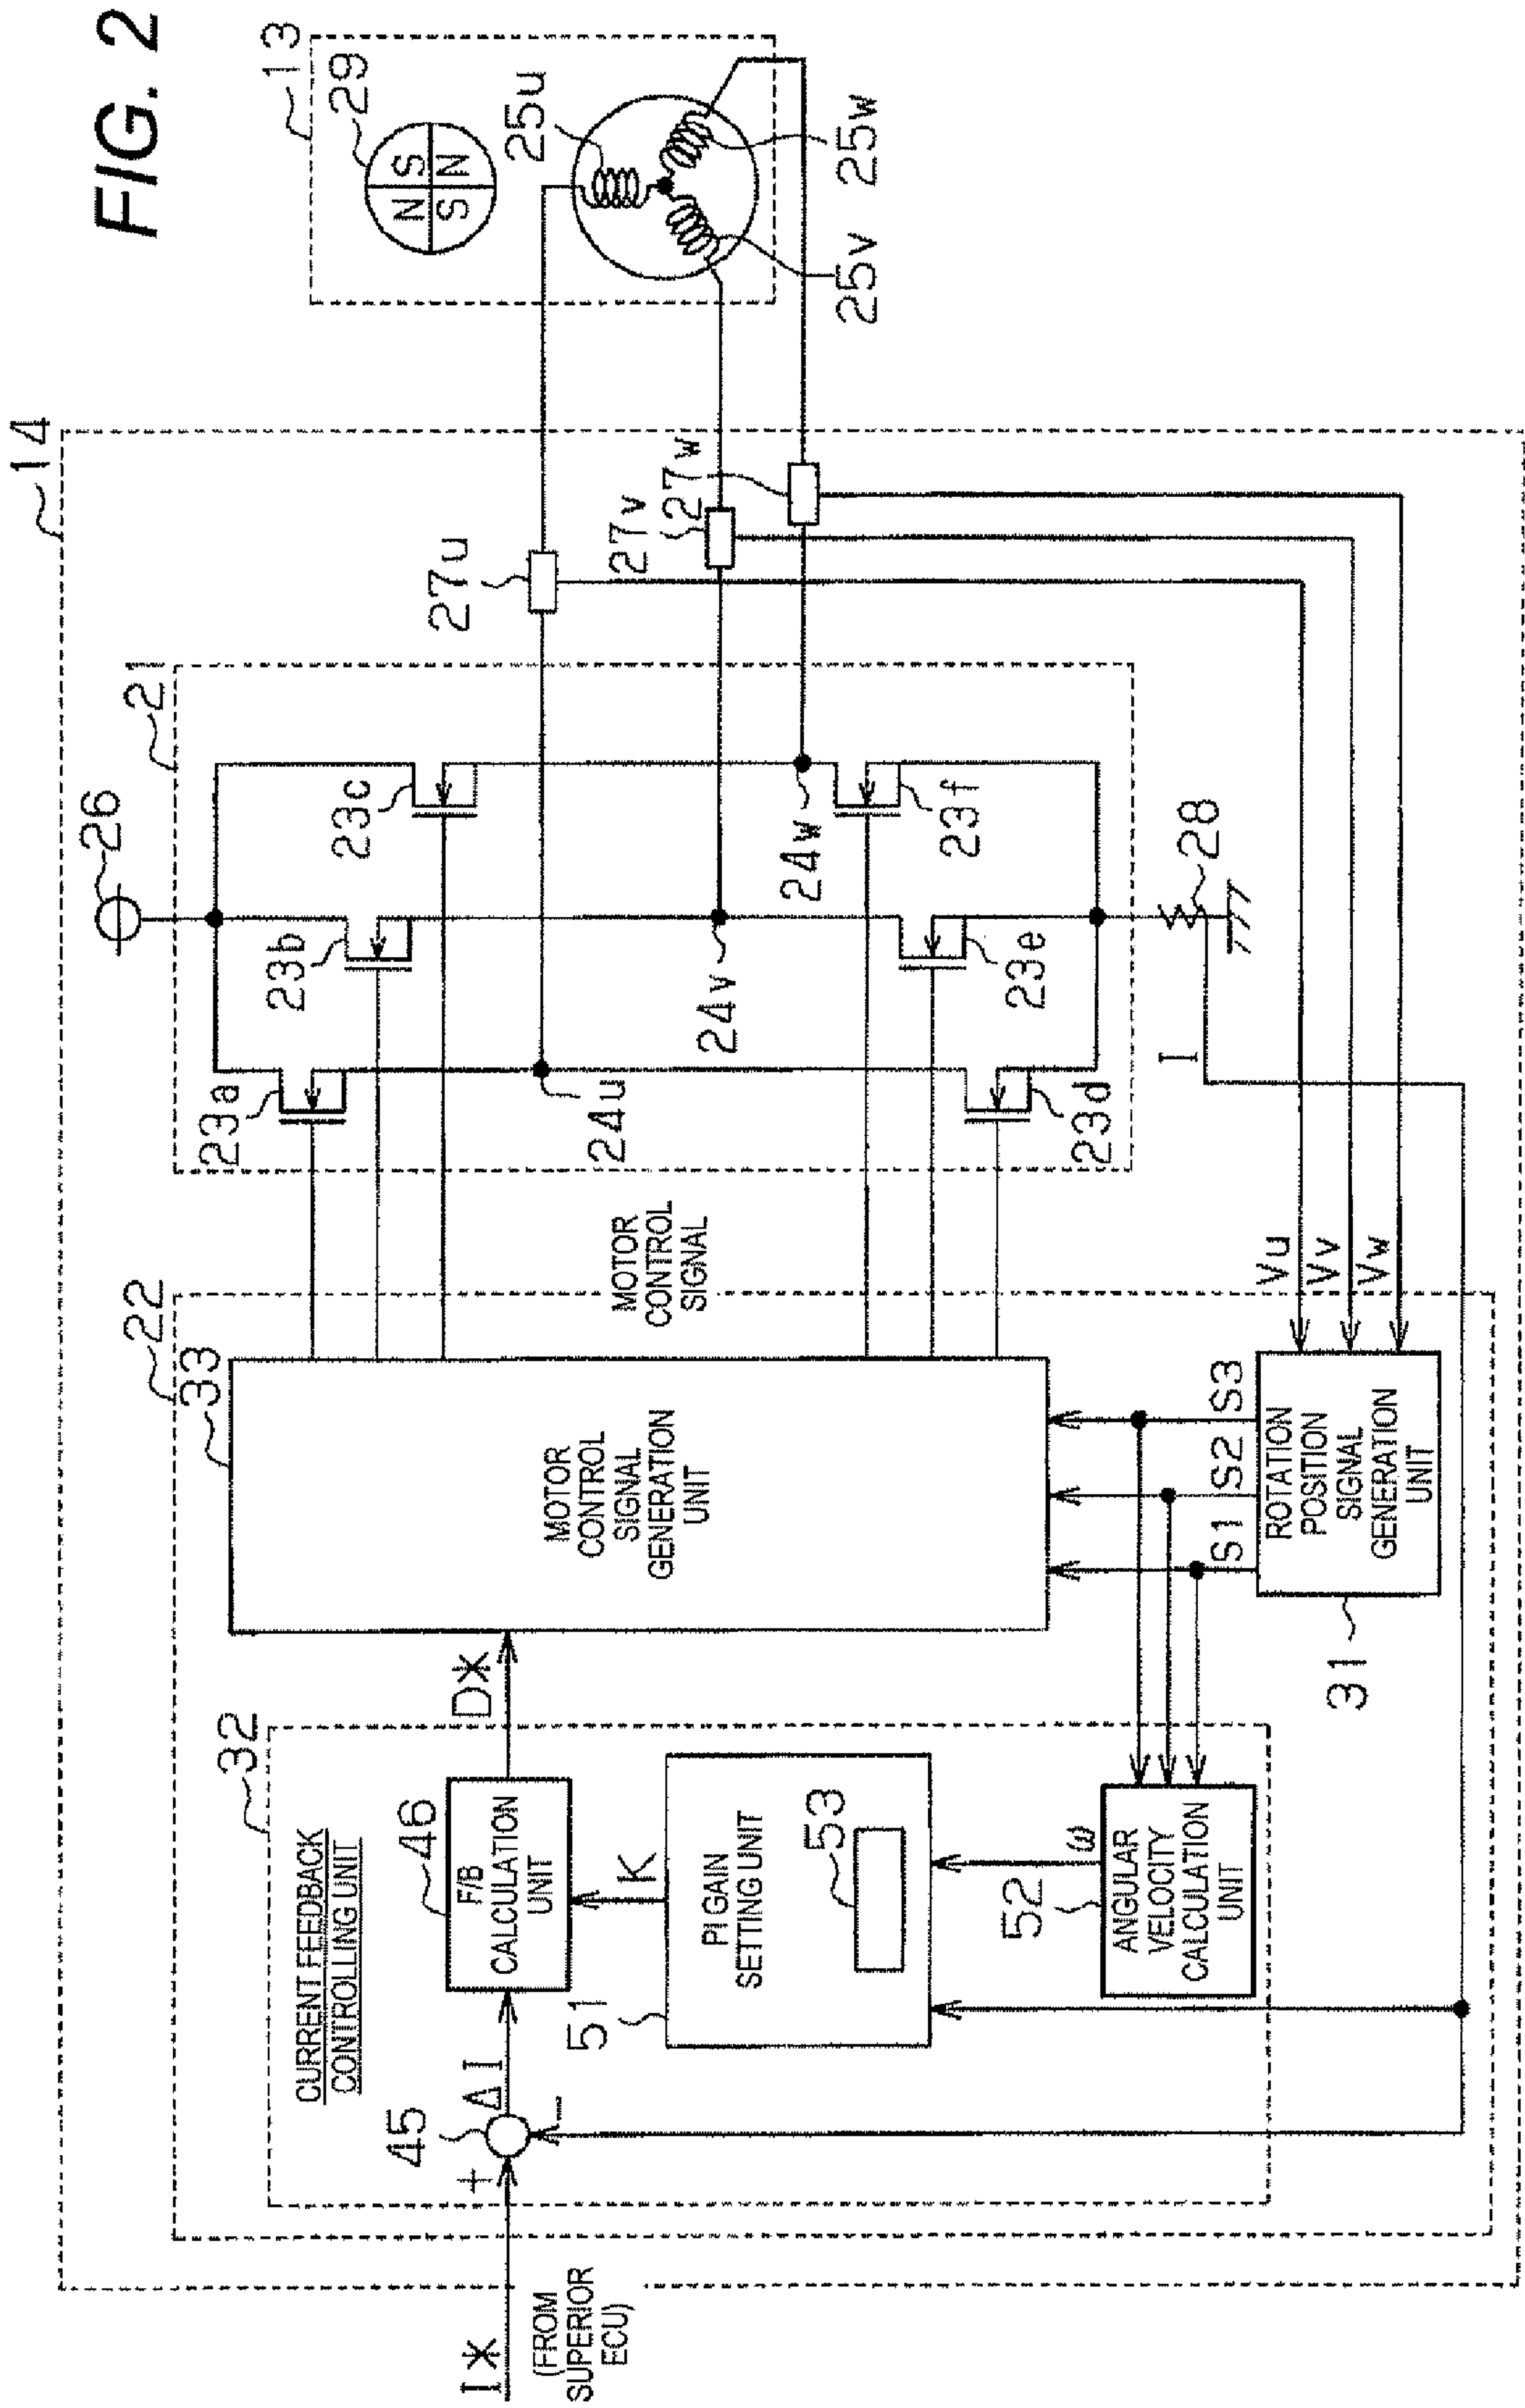 FIG. 2
14
13
29
N
S
S
N
25u
25v
25w
26
21
23a
23b
23c
24u
24v
24w
23d
23e
23f
27u
27v
27w
28
I
22
33
MOTOR
CONTROL
SIGNAL
GENERATION
UNIT
MOTOR
CONTROL
SIGNAL
Vu
Vv
Vw
S1
S2
S3
ROTATION
POSITION
SIGNAL
GENERATION
UNIT
31
32
CURRENT FEEDBACK
CONTROLLING UNIT
D*
46
F/B
CALCULATION
UNIT
K
51
PI GAIN
SETTING UNIT
53
ω
52
ANGULAR
VELOCITY
CALCULATION
UNIT
45
ΔI
+
−
I*
(FROM
SUPERIOR
ECU)